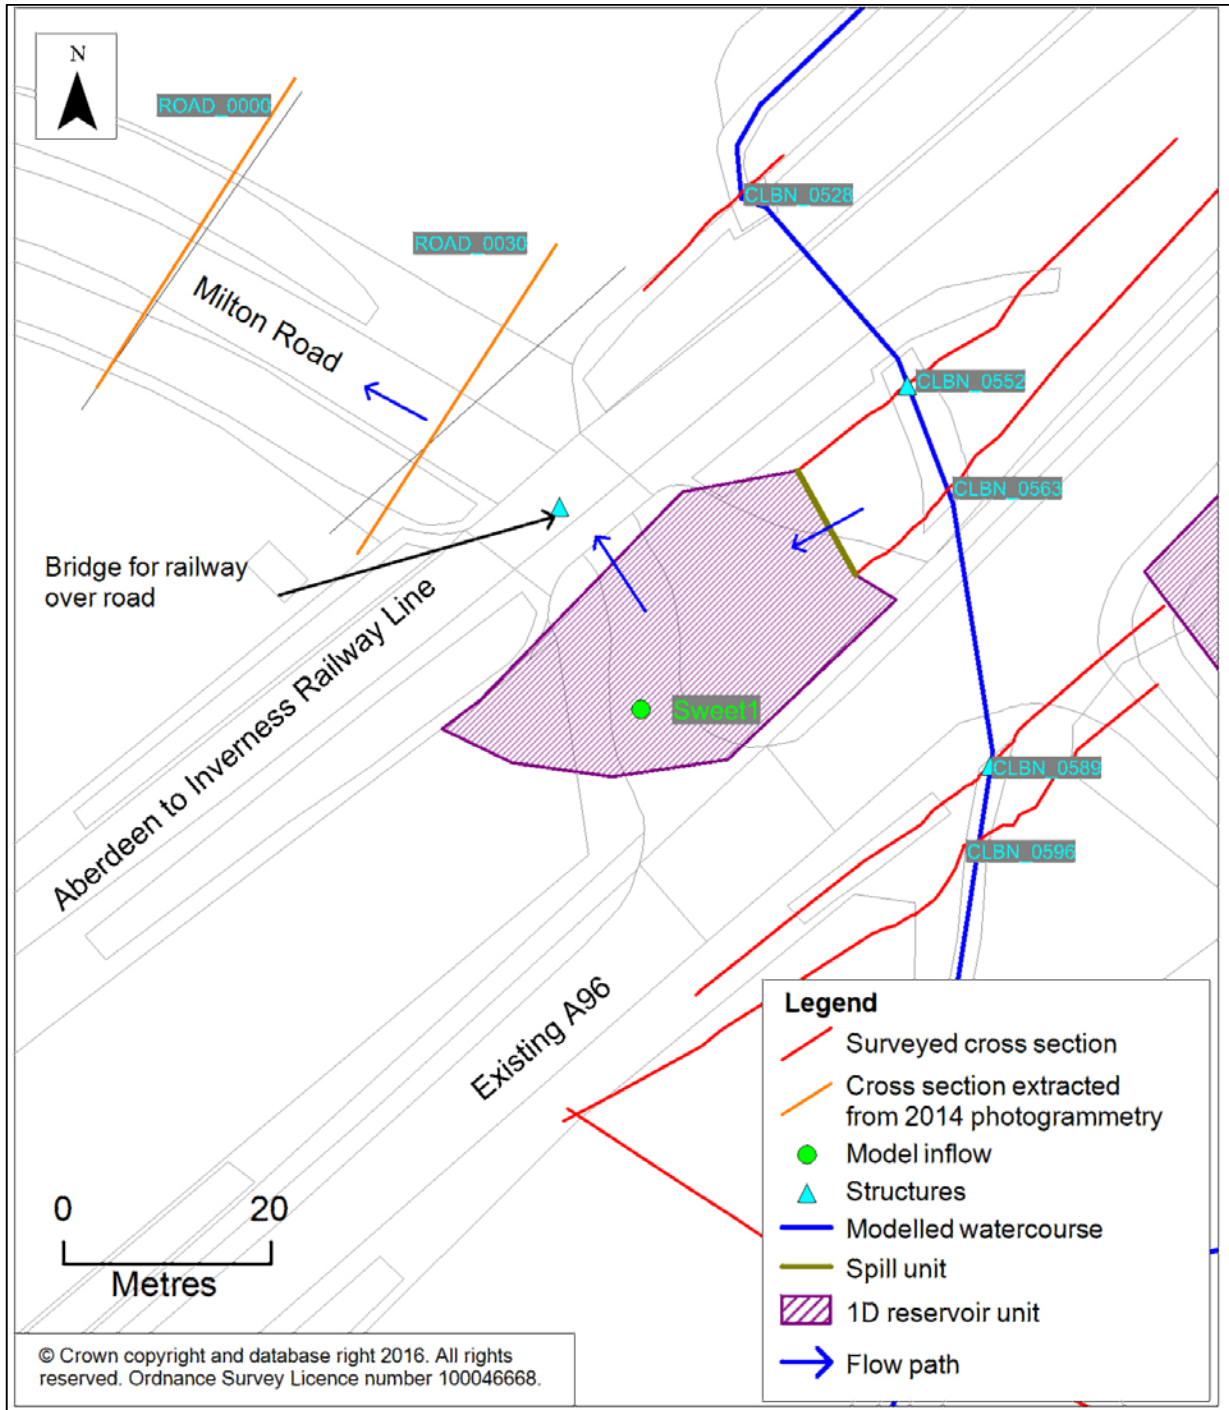 N
ROAD_0000
CLBN_0528
ROAD_0030
Milton Road
CLBN_0552
CLBN_0563
Bridge for railway
over road
Aberdeen to Inverness Railway Line
Sweet1
CLBN_0589
CLBN_0596
Existing A96
Legend
Surveyed cross section
Cross section extracted
from 2014 photogrammetry
Model inflow
Structures
Modelled watercourse
Spill unit
1D reservoir unit
Flow path
0 20
Metres
© Crown copyright and database right 2016. All rights
reserved. Ordnance Survey Licence number 100046668.